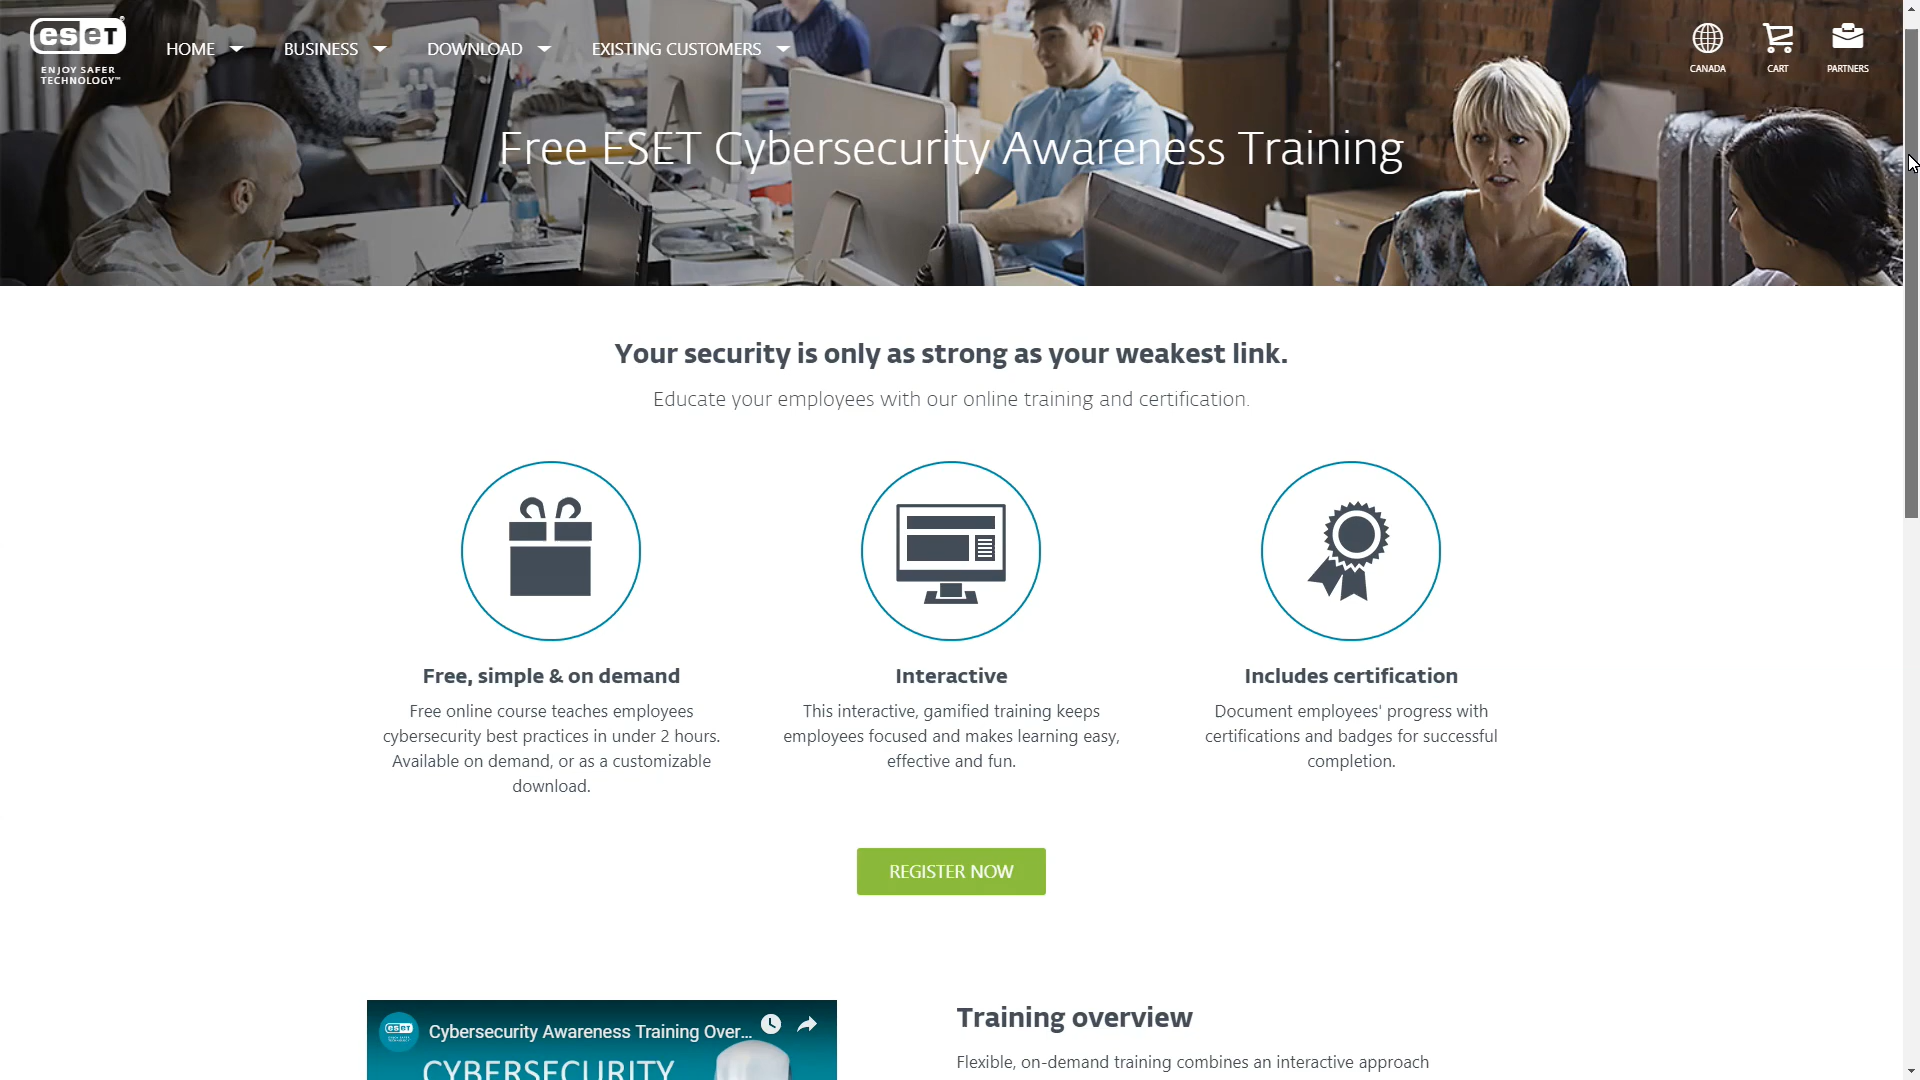 eset
ENJOY SAFER
TECHNOLOGY™
HOME
BUSINESS
DOWNLOAD
EXISTING CUSTOMERS
CANADA
CART
PARTNERS
Free ESET Cybersecurity Awareness Training
Your security is only as strong as your weakest link.
Educate your employees with our online training and certification.
Free, simple & on demand
Free online course teaches employees
cybersecurity best practices in under 2 hours.
Available on demand, or as a customizable
download.
Interactive
This interactive, gamified training keeps
employees focused and makes learning easy,
effective and fun.
Includes certification
Document employees' progress with
certifications and badges for successful
completion.
REGISTER NOW
eset
Cybersecurity Awareness Training Over...
CYBERSECURITY
Training overview
Flexible, on-demand training combines an interactive approach